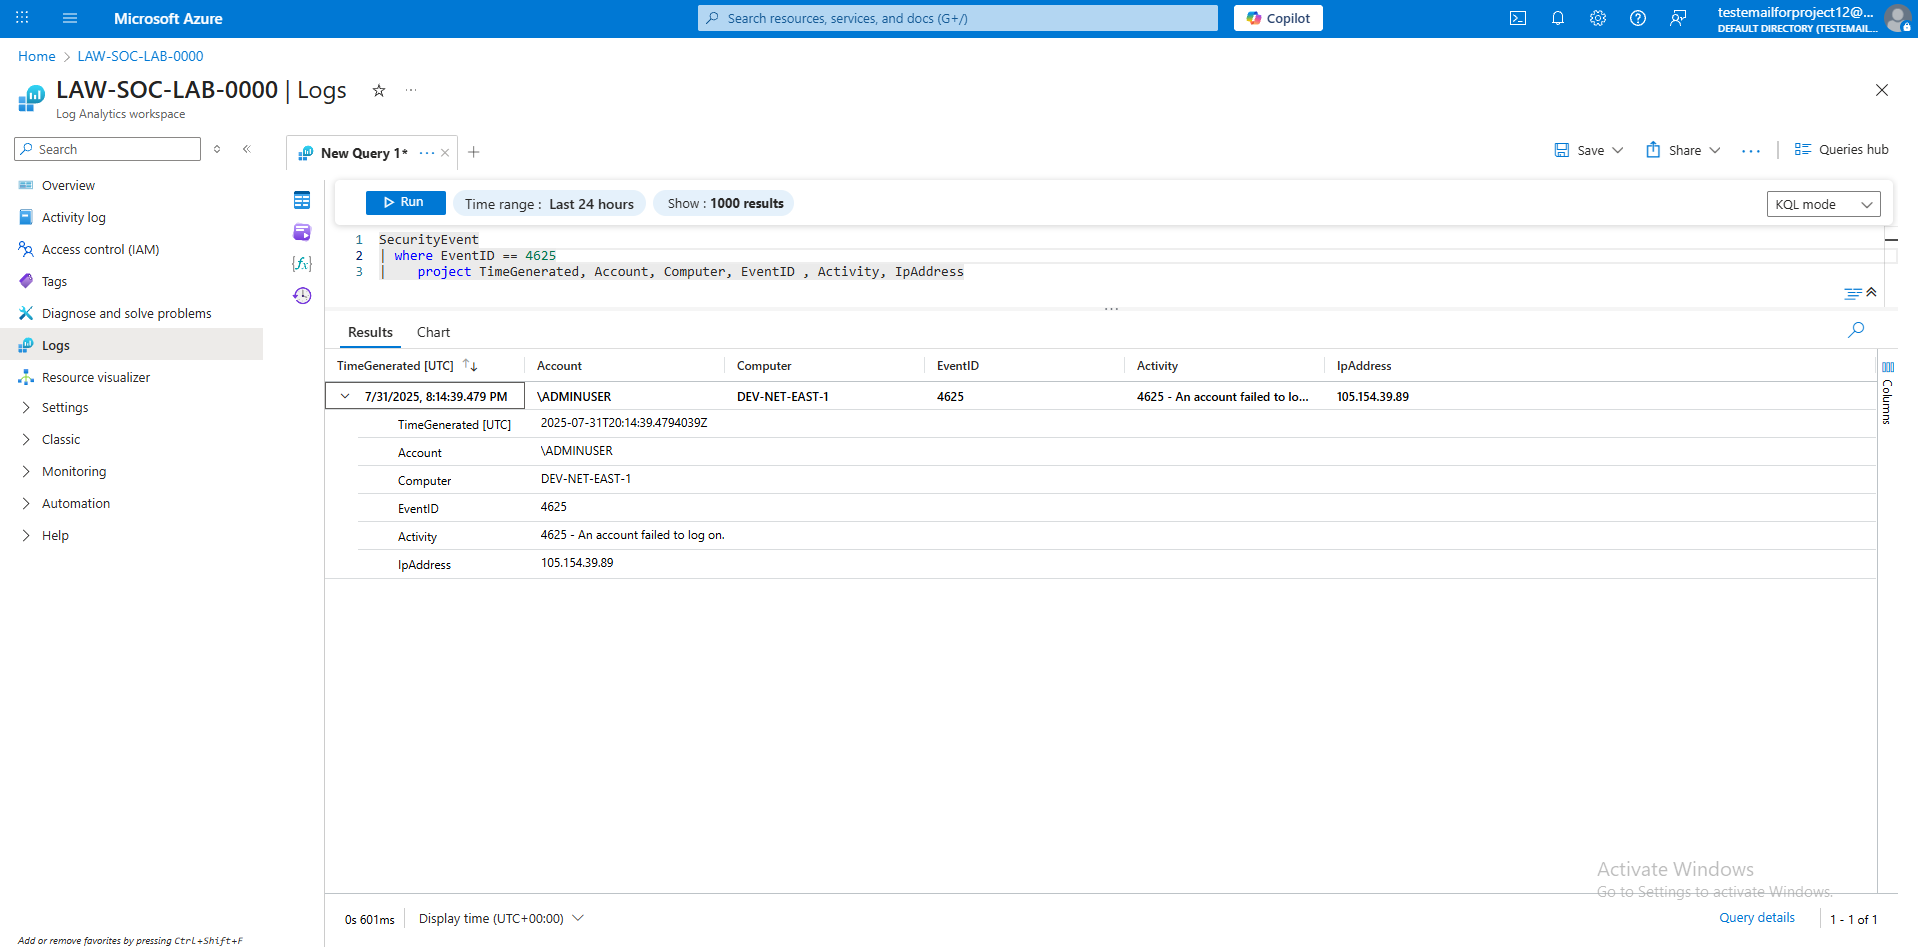 Microsoft Azure
Search resources, services, and docs (G+/)
Copilot
testemailforproject12@...
DEFAULT DIRECTORY (TESTEMAIL...
Home > LAW-SOC-LAB-0000
LAW-SOC-LAB-0000 | Logs
Log Analytics workspace
Search
Overview
Activity log
Access control (IAM)
Tags
Diagnose and solve problems
Logs
Resource visualizer
Settings
Classic
Monitoring
Automation
Help
Add or remove favorites by pressing Ctrl+Shift+F
New Query 1*
Save
Share
Queries hub
Run
Time range : Last 24 hours
Show : 1000 results
KQL mode
1 SecurityEvent
2 | where EventID == 4625
3 | project TimeGenerated, Account, Computer, EventID , Activity, IpAddress
Results Chart
TimeGenerated [UTC] Account Computer EventID Activity IpAddress
7/31/2025, 8:14:39.479 PM \ADMINUSER DEV-NET-EAST-1 4625 4625 - An account failed to lo... 105.154.39.89
TimeGenerated [UTC] 2025-07-31T20:14:39.4794039Z
Account \ADMINUSER
Computer DEV-NET-EAST-1
EventID 4625
Activity 4625 - An account failed to log on.
IpAddress 105.154.39.89
Columns
Activate Windows
Go to Settings to activate Windows.
0s 601ms
Display time (UTC+00:00)
Query details
1 - 1 of 1